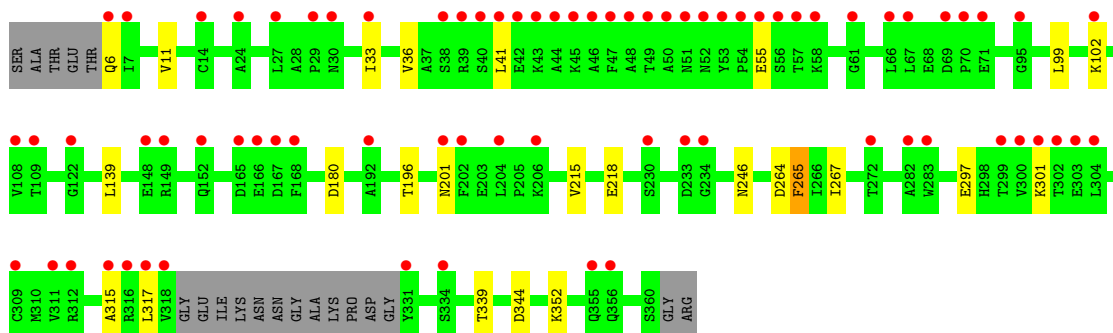 SER ALA THR GLU THR Q6 I7 V11 C14 A24 L27 A28 P29 N30 I33 V36 A37 S38 R39 S40 L41 E42 K43 A44 K45 A46 F47 A48 T49 A50 N51 N52 Y53 P54 E55 S56 T57 K58 G61 L66 L67 E68 D69 P70 E71 G95 L99 K102
V108 T109 G122 L139 E148 R149 Q152 D165 E166 D167 F168 D180 A192 T196 N201 F202 E203 L204 P205 K206 V215 E218 S230 D233 G234 N246 D264 F265 I266 I267 T272 A282 W283 E297 H298 T299 V300 K301 T302 E303 L304
C309 M310 V311 R312 A315 R316 L317 V318 GLY GLU ILE LYS ASN ASN GLY ALA LYS PRO ASP GLY Y331 S334 T339 D344 K352 Q355 Q356 S360 GLY ARG